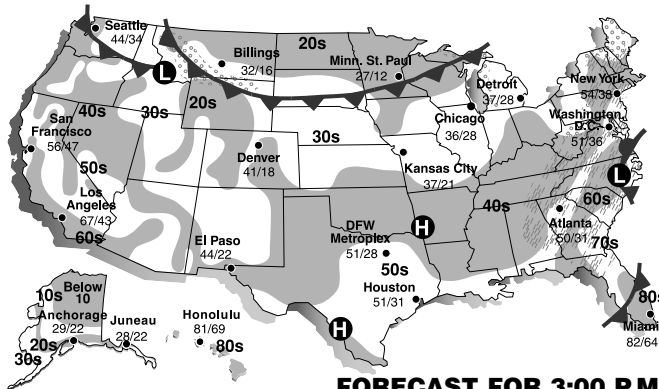 Seattle
44/34
20s
Billings
32/16
Minn. St. Paul
27/12
Detroit
37/28
New York
54/38
L
40s
30s
20s
San
Francisco
56/47
Chicago
36/28
Washington,
D.C.
51/36
30s
Denver
41/18
Kansas City
37/21
50s
L
Los
Angeles
67/43
40s
60s
60s
El Paso
44/22
DFW
Metroplex
51/28
H
Atlanta
50/31
70s
50s
Houston
51/31
Below
10
10s
Anchorage
29/22
Juneau
28/22
20s
30s
Honolulu
81/69
80s
H
80s
Miami
82/64
FORECAST FOR 3:00 P.M